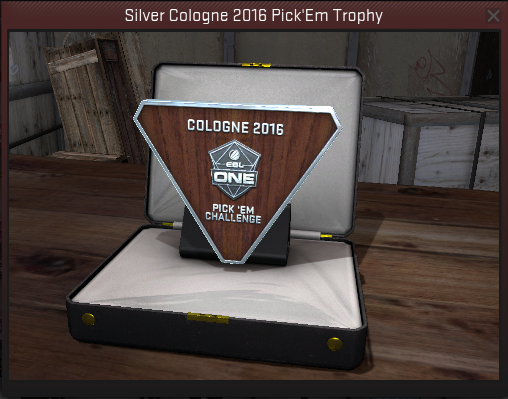 Silver Cologne 2016 Pick'Em Trophy
COLOGNE 2016
ESL
ONE
PICK 'EM
CHALLENGE